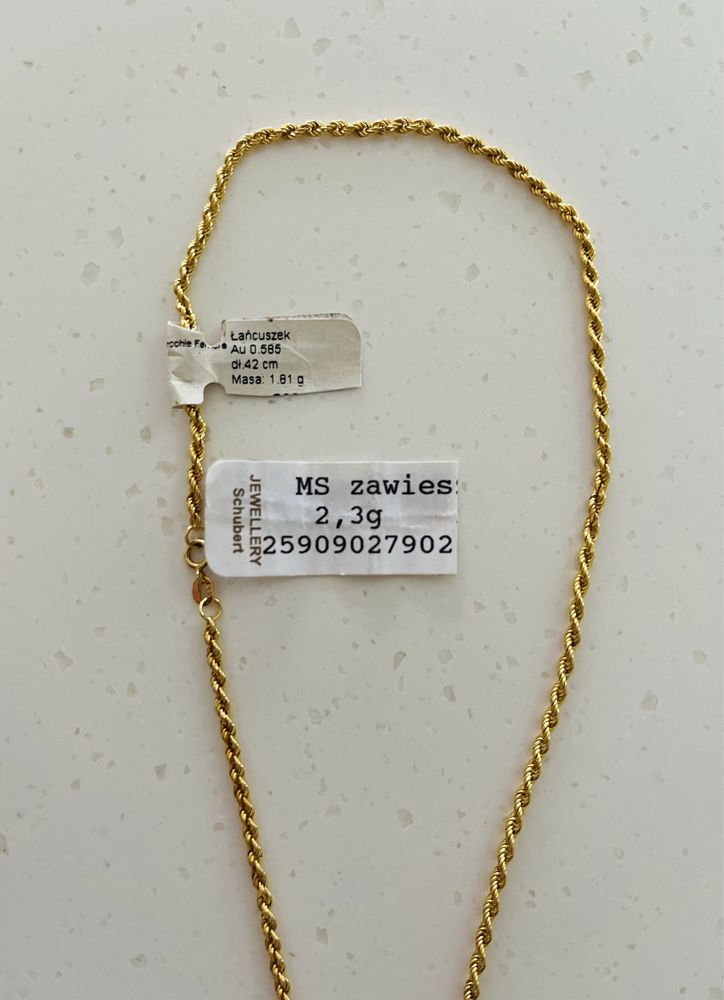 Łańcuszek
Au 0.585
dł.42 cm
Masa: 1.81 g
MS zawies
2,3g
25909027902
JEWELLERY
Schubert